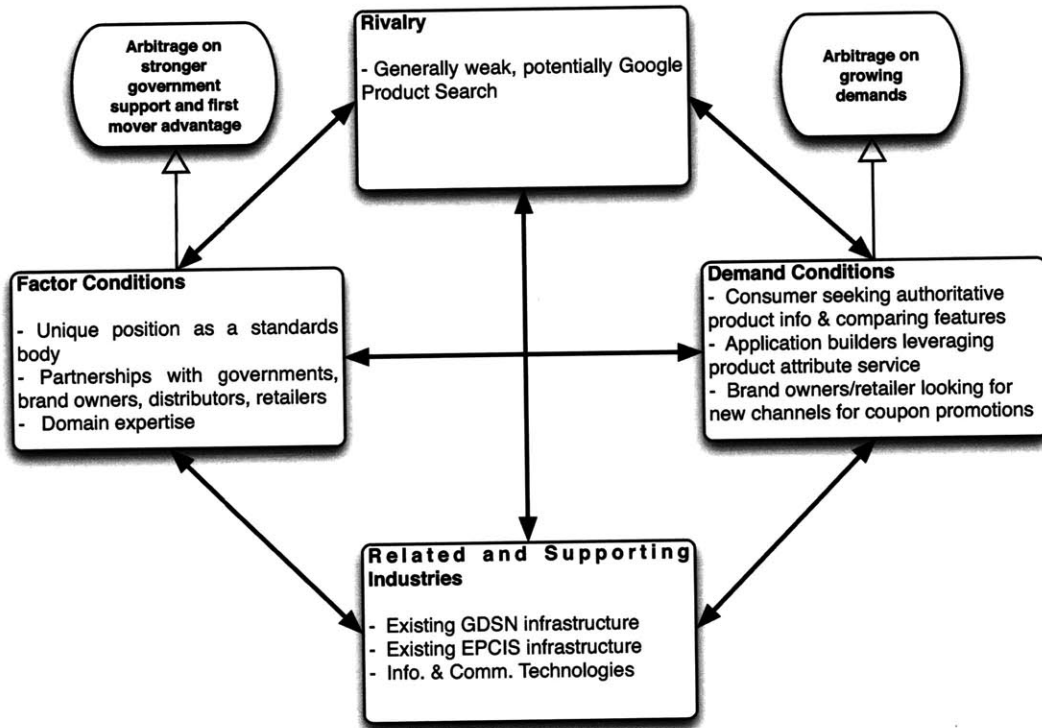 Arbitrage on
stronger
government
support and first
mover advantage
Rivalry
- Generally weak, potentially Google
Product Search
Arbitrage on
growing
demands
Factor Conditions
- Unique position as a standards
body
- Partnerships with governments,
brand owners, distributors, retailers
- Domain expertise
Demand Conditions
- Consumer seeking authoritative
product info & comparing features
- Application builders leveraging
product attribute service
- Brand owners/retailer looking for
new channels for coupon promotions
Related and Supporting
Industries
- Existing GDSN infrastructure
- Existing EPCIS infrastructure
- Info. & Comm. Technologies